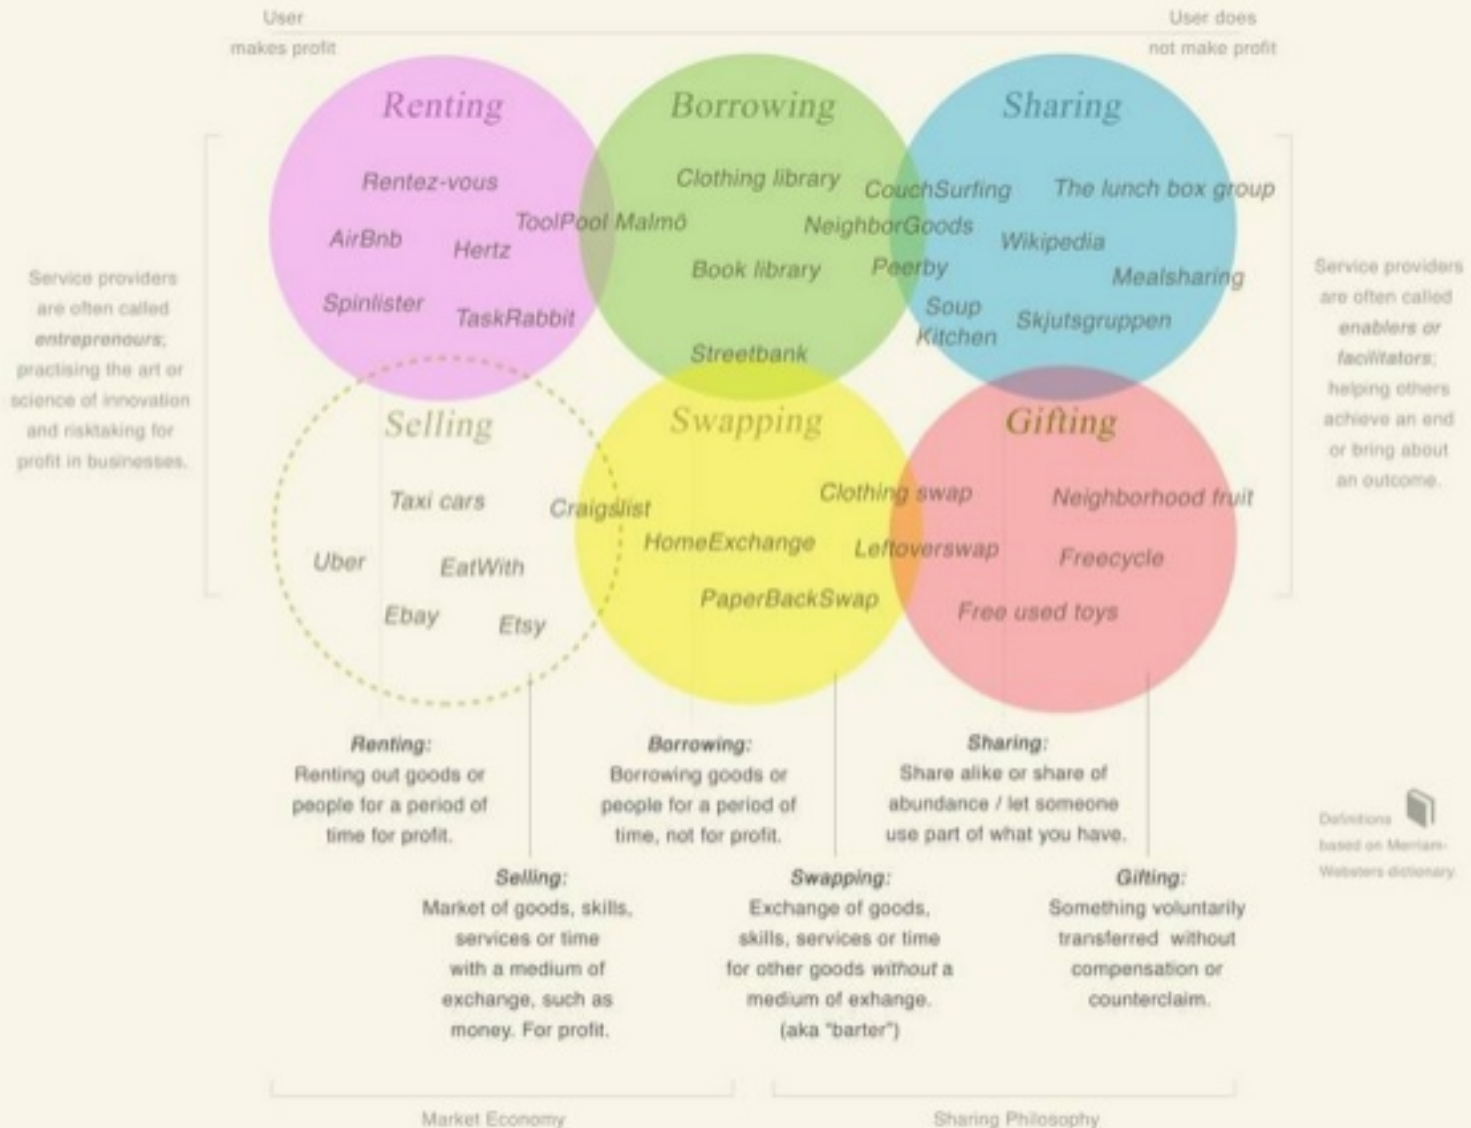 User
makes profit
User does
not make profit
Renting
Borrowing
Sharing
Rentez-vous
Clothing library
CouchSurfing
The lunch box group
ToolPool Malmö
NeighborGoods
AirBnb
Hertz
Wikipedia
Book library
Peerby
Mealsharing
Spinlister
TaskRabbit
Soup
Kitchen
Skjutsgruppen
Streetbank
Service providers
are often called
entreprenours;
practising the art or
science of innovation
and risktaking for
profit in businesses.
Service providers
are often called
enablers or
facilitators;
helping others
achieve an end
or bring about
an outcome.
Selling
Swapping
Gifting
Taxi cars
Craigslist
Clothing swap
Neighborhood fruit
HomeExchange
Leftoverswap
Freecycle
Uber
EatWith
PaperBackSwap
Free used toys
Ebay
Etsy
Renting:
Renting out goods or
people for a period of
time for profit.
Borrowing:
Borrowing goods or
people for a period of
time, not for profit.
Sharing:
Share alike or share of
abundance / let someone
use part of what you have.
Selling:
Market of goods, skills,
services or time
with a medium of
exchange, such as
money. For profit.
Swapping:
Exchange of goods,
skills, services or time
for other goods without a
medium of exhange.
(aka "barter")
Gifting:
Something voluntarily
transferred without
compensation or
counterclaim.
Definitions
based on Merriam-
Websters dictionary.
Market Economy
Sharing Philosophy